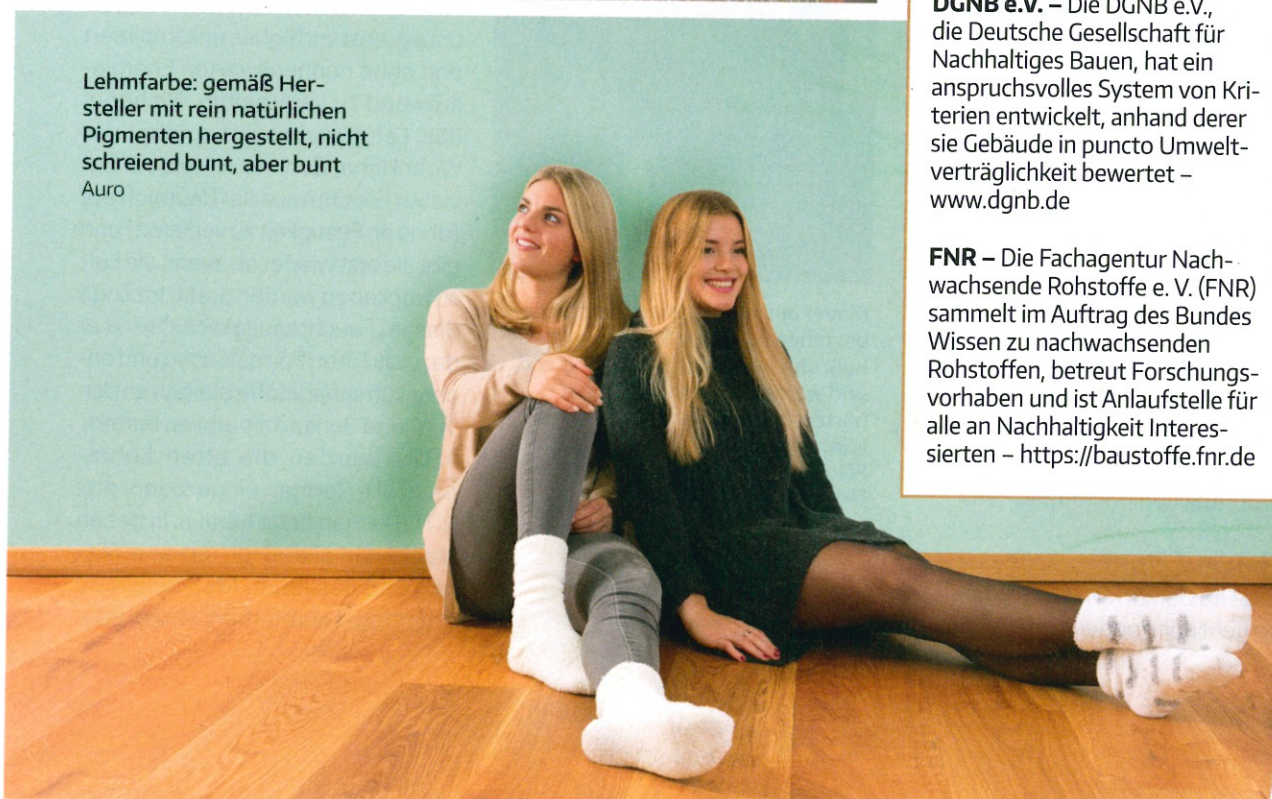 Lehmfarbe: gemäß Her-
steller mit rein natürlichen
Pigmenten hergestellt, nicht
schreiend bunt, aber bunt
Auro
DGNB e.V. – Die DGNB e.V.,
die Deutsche Gesellschaft für
Nachhaltiges Bauen, hat ein
anspruchsvolles System von Kri-
terien entwickelt, anhand derer
sie Gebäude in puncto Umwelt-
verträglichkeit bewertet –
www.dgnb.de
FNR – Die Fachagentur Nach-
wachsende Rohstoffe e. V. (FNR)
sammelt im Auftrag des Bundes
Wissen zu nachwachsenden
Rohstoffen, betreut Forschungs-
vorhaben und ist Anlaufstelle für
alle an Nachhaltigkeit Interes-
sierten – https://baustoffe.fnr.de